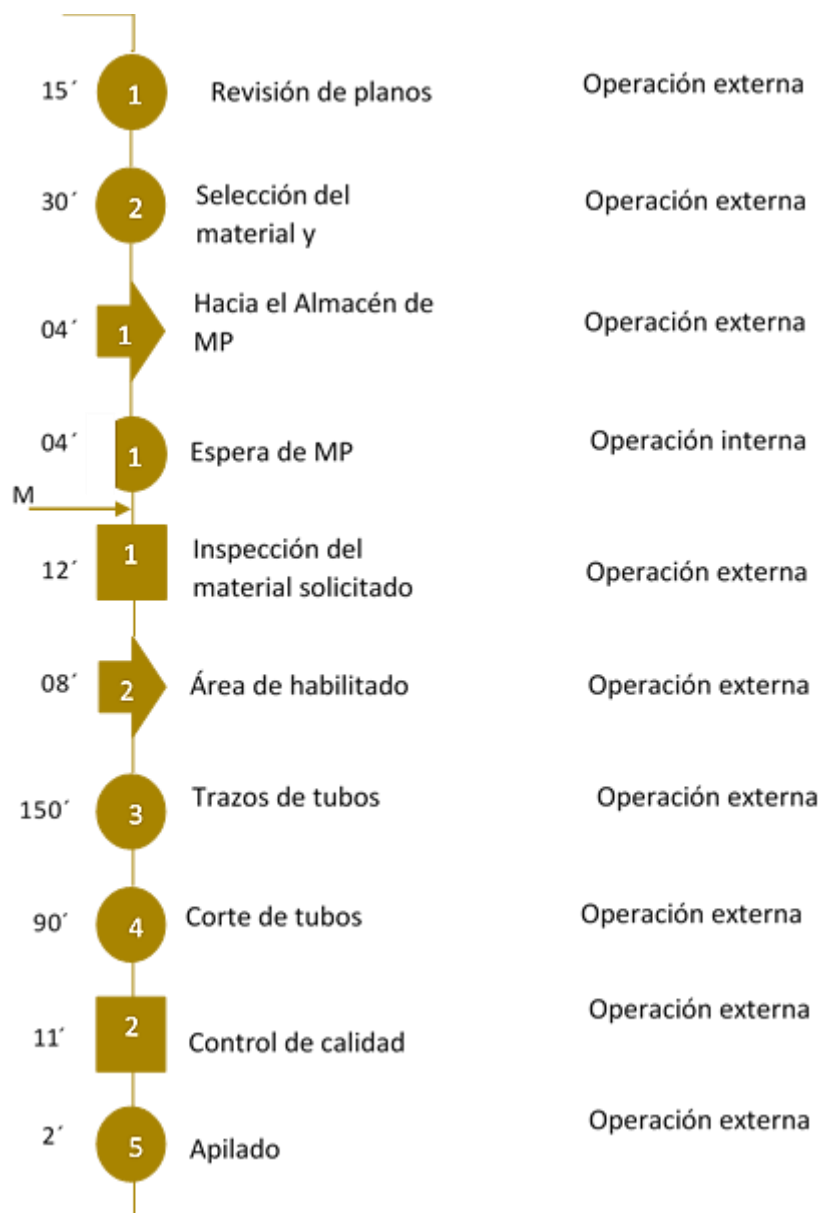 15´ 1 Revisión de planos Operación externa
30´ 2 Selección del Operación externa
material y
04´ 1 Hacia el Almacén de Operación externa
MP
04´ 1 Espera de MP Operación interna
M
1 Inspección del
12´ material solicitado Operación externa
08´ 2 Área de habilitado Operación externa
150´ 3 Trazos de tubos Operación externa
90´ 4 Corte de tubos Operación externa
2 Operación externa
11´ Control de calidad
2´ 5 Apilado Operación externa